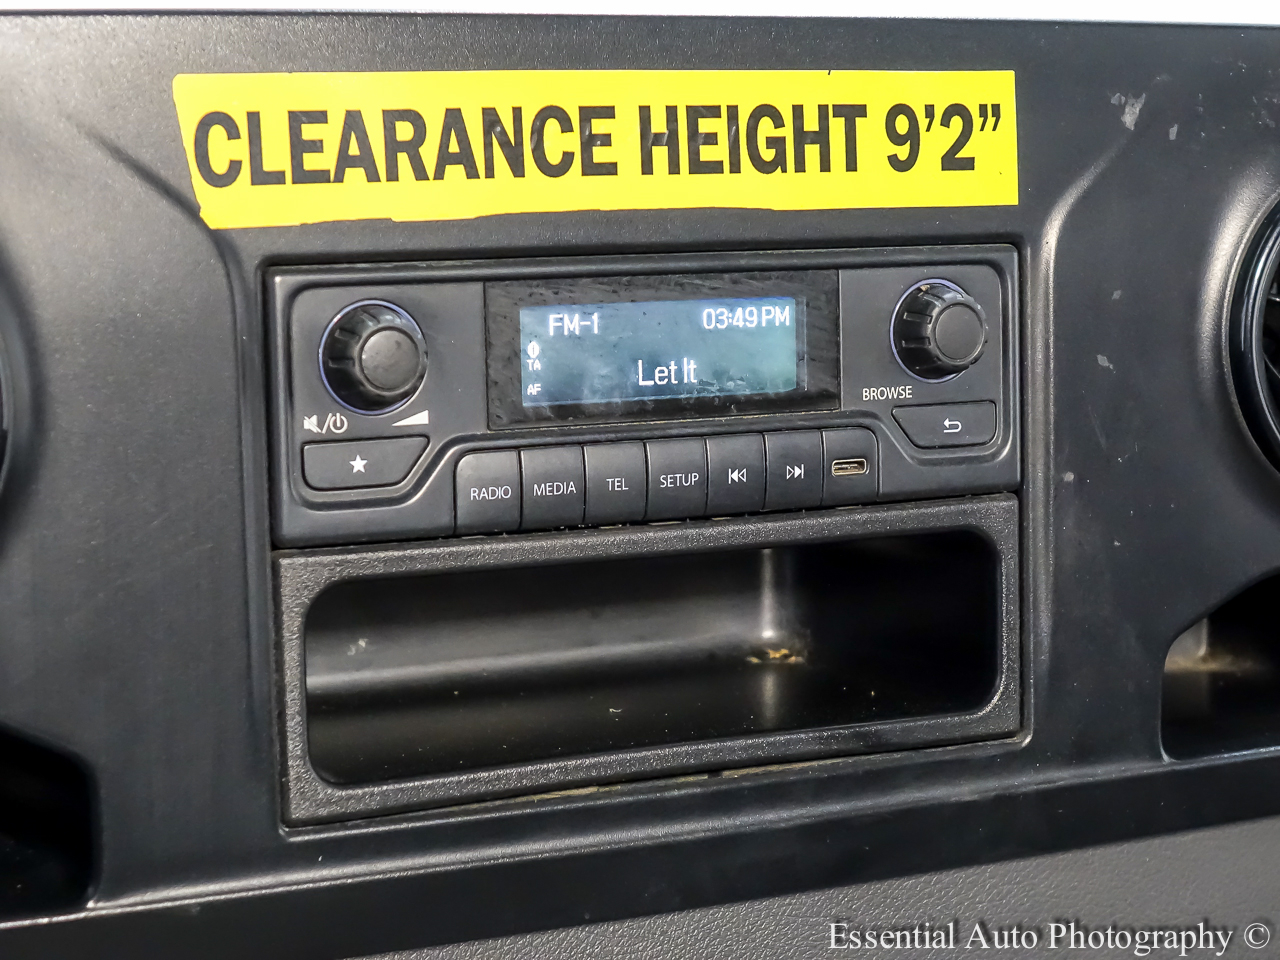 CLEARANCE HEIGHT 9'2”
FM-1 03:49 PM
TA
Let It
AF
BROWSE
RADIO MEDIA TEL SETUP
Essential Auto Photography ©